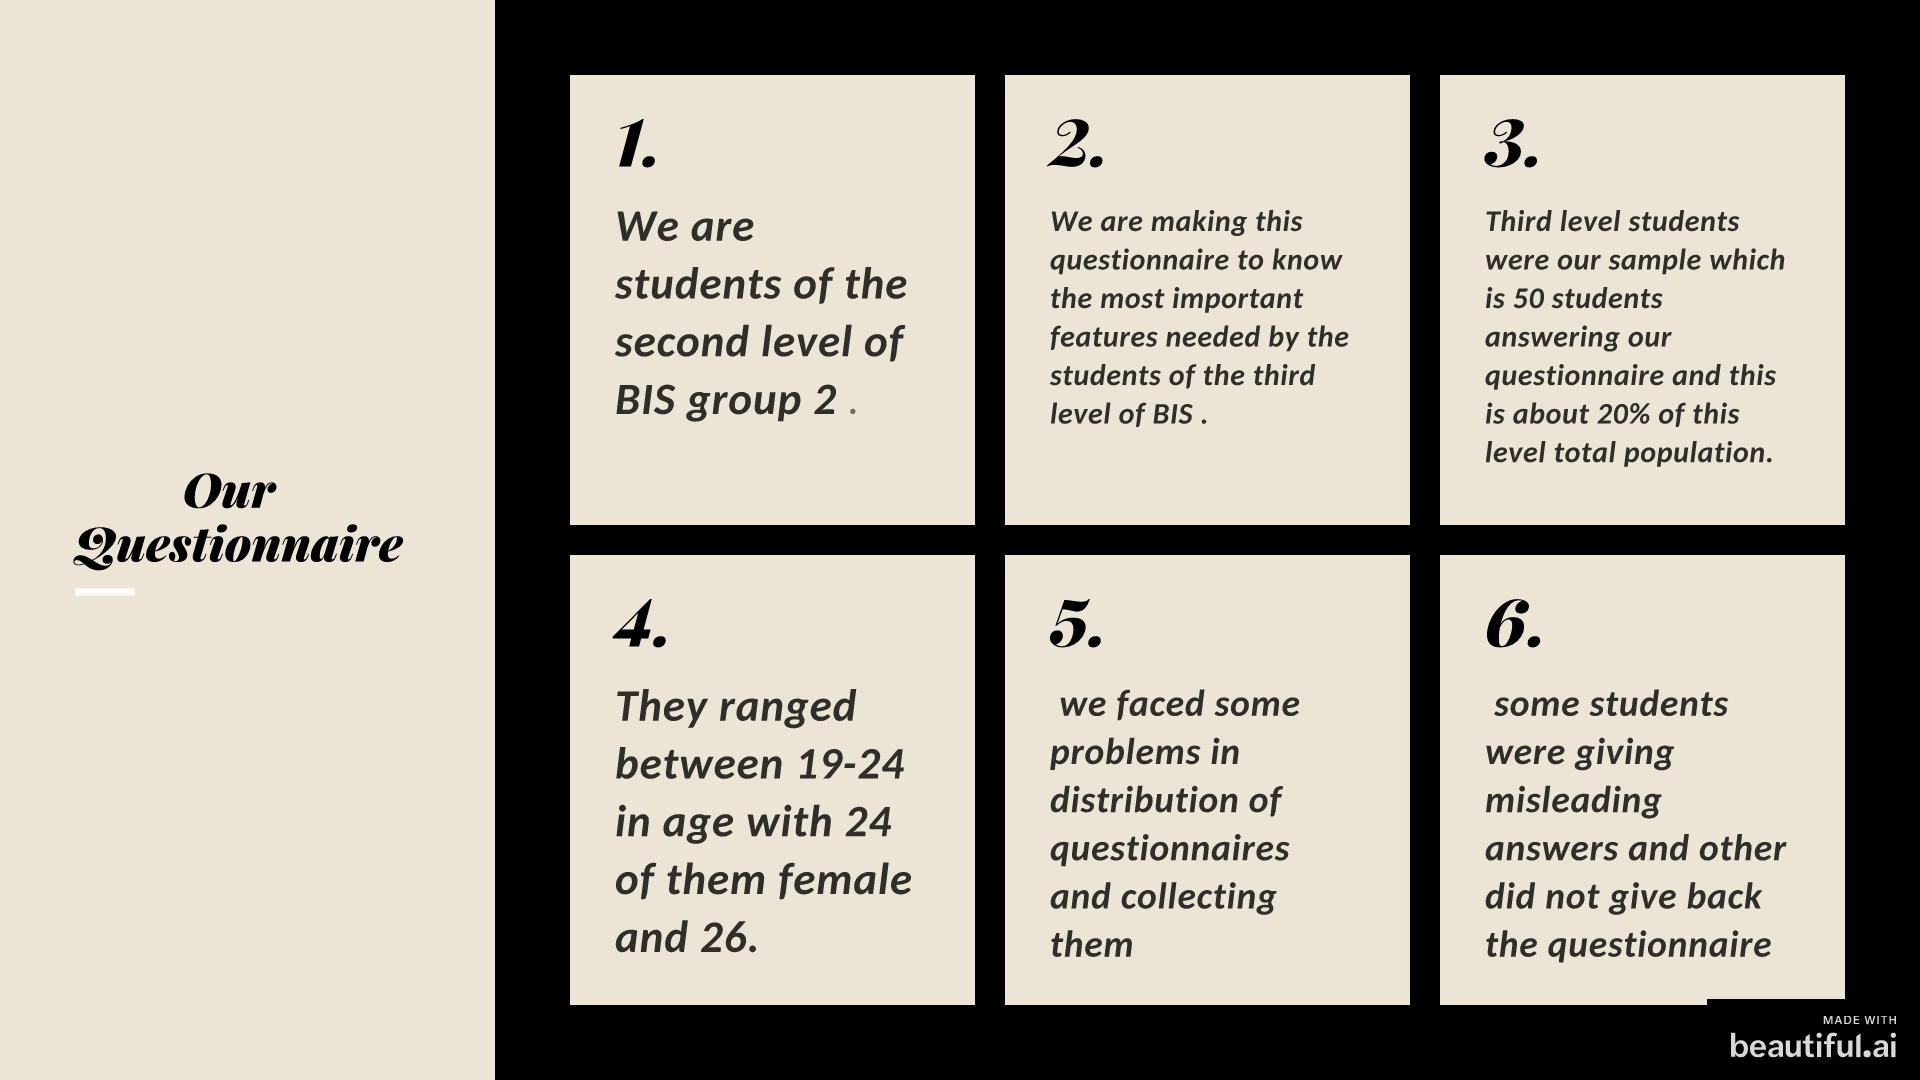 Our
Questionnaire
1.
We are
students of the
second level of
BIS group 2 .
2.
We are making this
questionnaire to know
the most important
features needed by the
students of the third
level of BIS .
3.
Third level students
were our sample which
is 50 students
answering our
questionnaire and this
is about 20% of this
level total population.
4.
They ranged
between 19-24
in age with 24
of them female
and 26.
5.
we faced some
problems in
distribution of
questionnaires
and collecting
them
6.
some students
were giving
misleading
answers and other
did not give back
the questionnaire
MADE WITH
beautiful.ai